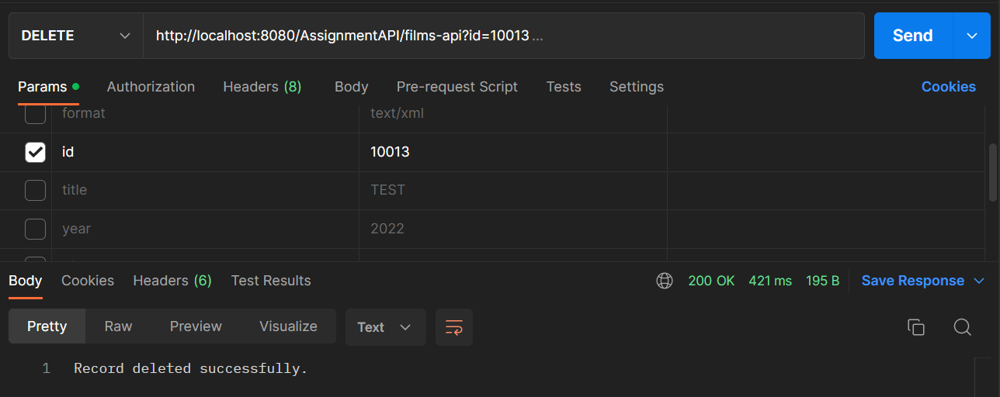 DELETE http://localhost:8080/AssignmentAPI/films-api?id=10013 ... Send
Params Authorization Headers (8) Body Pre-request Script Tests Settings Cookies
format text/xml
id 10013
title TEST
year 2022
Body Cookies Headers (6) Test Results 200 OK 421 ms 195 B Save Response
Pretty Raw Preview Visualize Text
1 Record deleted successfully.